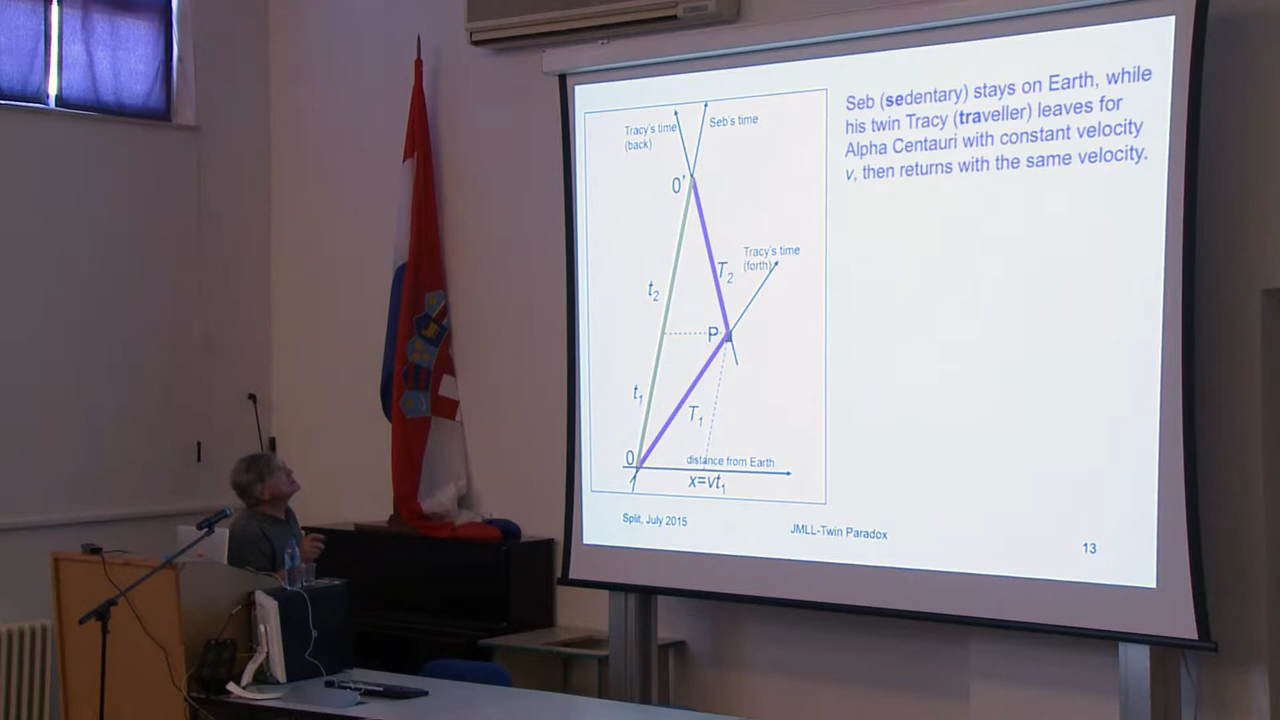 Seb (sedentary) stays on Earth, while
his twin Tracy (traveller) leaves for
Alpha Centauri with constant velocity
v, then returns with the same velocity.
Tracy's time
(back)
Seb's time
O'
Tracy's time
(forth)
T2
t2
P
t1
T1
O
distance from Earth
x=vt1
Split, July 2015
JMLL-Twin Paradox
13